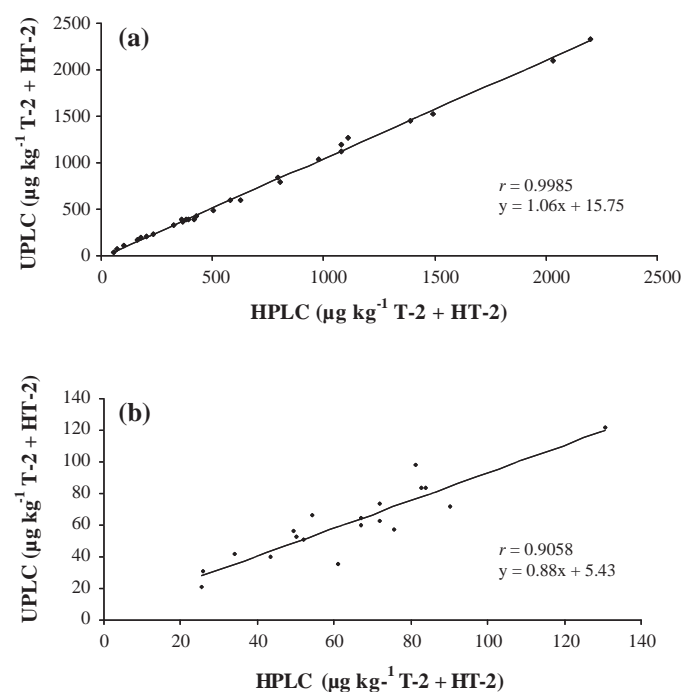 (a)
UPLC (µg kg-1 T-2 + HT-2)
2500
2000
1500
1000
500
0
r = 0.9985
y = 1.06x + 15.75
0 500 1000 1500 2000 2500
HPLC (µg kg-1 T-2 + HT-2)
(b)
UPLC (µg kg-1 T-2 + HT-2)
140
120
100
80
60
40
20
0
r = 0.9058
y = 0.88x + 5.43
0 20 40 60 80 100 120 140
HPLC (µg kg-1 T-2 + HT-2)